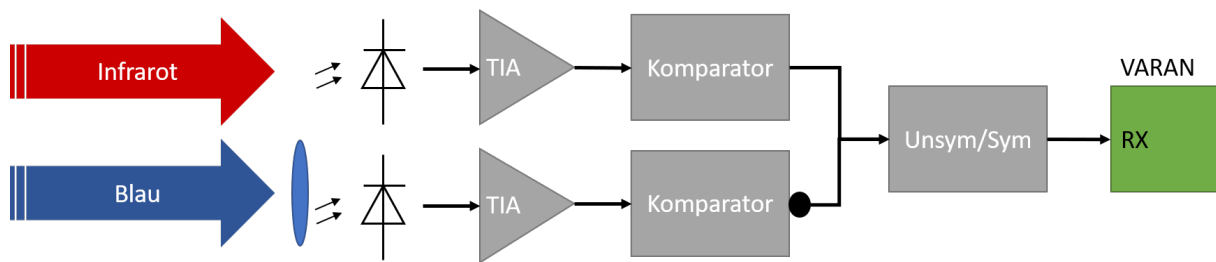 Infrarot
TIA
Komparator
VARAN
Unsym/Sym
RX
Blau
TIA
Komparator